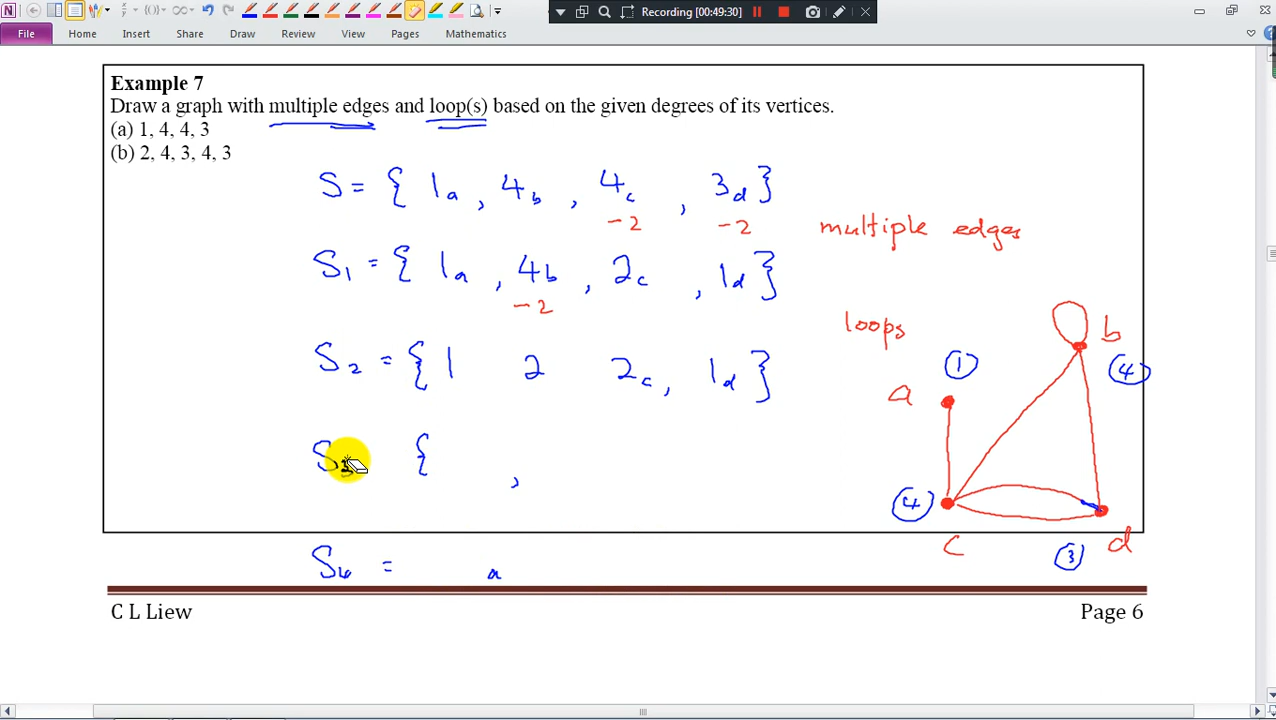 Recording [00:49:30]
File Home Insert Share Draw Review View Pages Mathematics
Example 7
Draw a graph with multiple edges and loop(s) based on the given degrees of its vertices.
(a) 1, 4, 4, 3
(b) 2, 4, 3, 4, 3
S = { 1a , 4b , 4c , 3d }
-2 -2
multiple edges
S1 = { 1a , 4b , 2c , 1d }
-2
loops
b
S2 = { 1 2 2c , 1d }
1
4
a
S {
,
4
c
d
3
S4 = a
C L Liew
Page 6